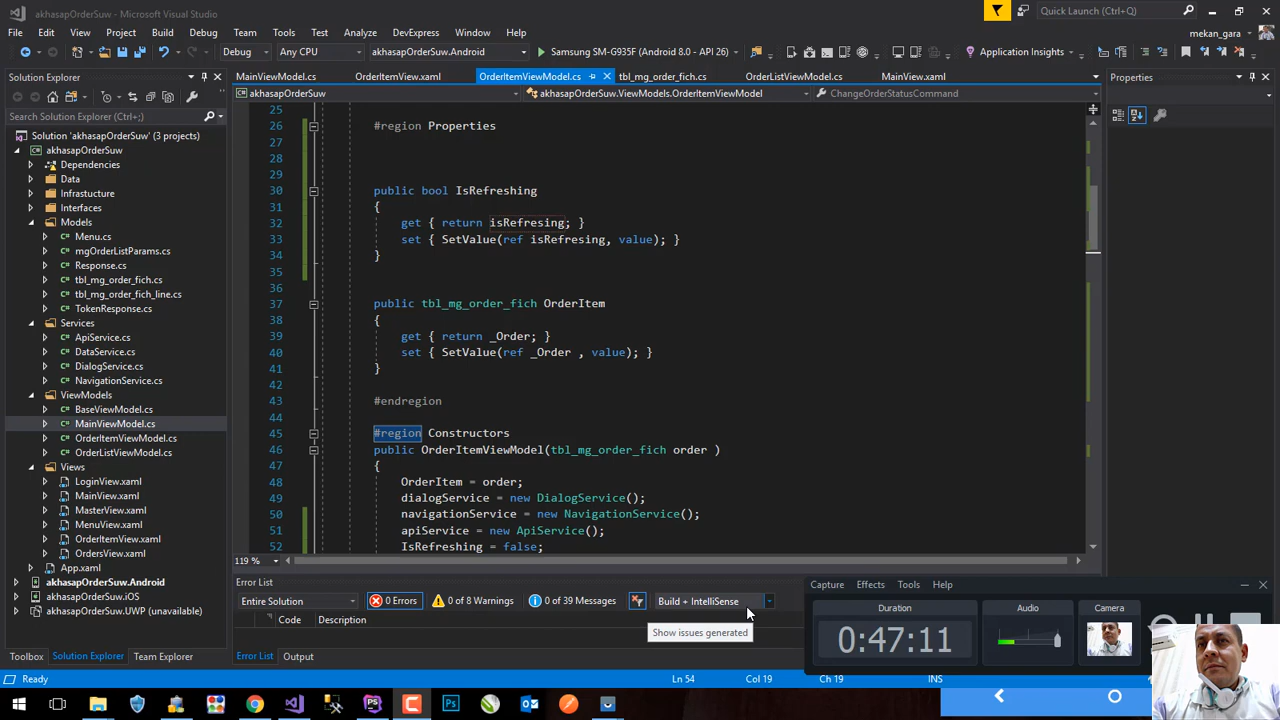 akhasapOrderSuw - Microsoft Visual Studio
Quick Launch (Ctrl+Q)
File Edit View Project Build Debug Team Tools Test Analyze DevExpress Window Help
mekan_gara
Debug Any CPU akhasapOrderSuw.Android Samsung SM-G935F (Android 8.0 - API 26) Application Insights
Solution Explorer
MainViewModel.cs OrderItemView.xaml OrderItemViewModel.cs tbl_mg_order_fich.cs OrderListViewModel.cs MainView.xaml
Properties
akhasapOrderSuw akhasapOrderSuw.ViewModels.OrderItemViewModel ChangeOrderStatusCommand
Search Solution Explorer (Ctrl+;)
Solution 'akhasapOrderSuw' (3 projects)
akhasapOrderSuw
Dependencies
Data
Infrastructure
Interfaces
Models
Menu.cs
mgOrderListParams.cs
Response.cs
tbl_mg_order_fich.cs
tbl_mg_order_fich_line.cs
TokenResponse.cs
Services
ApiService.cs
DataService.cs
DialogService.cs
NavigationService.cs
ViewModels
BaseViewModel.cs
MainViewModel.cs
OrderItemViewModel.cs
OrderListViewModel.cs
Views
LoginView.xaml
MainView.xaml
MasterView.xaml
MenuView.xaml
OrderItemView.xaml
OrdersView.xaml
App.xaml
akhasapOrderSuw.Android
akhasapOrderSuw.iOS
akhasapOrderSuw.UWP (unavailable)
Toolbox Solution Explorer Team Explorer
25
26 #region Properties
27
28
29
30 public bool IsRefreshing
31 {
32 get { return isRefresing; }
33 set { SetValue(ref isRefresing, value); }
34 }
35
36
37 public tbl_mg_order_fich OrderItem
38 {
39 get { return _Order; }
40 set { SetValue(ref _Order , value); }
41 }
42
43 #endregion
44
45 #region Constructors
46 public OrderItemViewModel(tbl_mg_order_fich order )
47 {
48 OrderItem = order;
49 dialogService = new DialogService();
50 navigationService = new NavigationService();
51 apiService = new ApiService();
52 IsRefreshing = false;
119 %
Error List
Entire Solution 0 Errors 0 of 8 Warnings 0 of 39 Messages Build + IntelliSense
Code Description
Show issues generated
Error List Output
Capture Effects Tools Help
Duration Audio Camera
0:47:11
Ready Ln 54 Col 19 Ch 19 INS